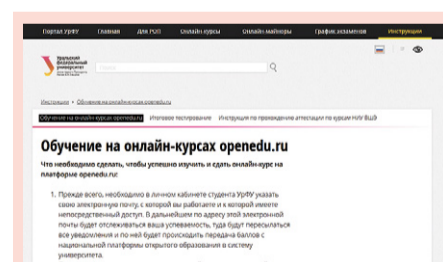 Портал УрФУ Главная Для РОП Онлайн-курсы Онлайн-майноры График экзаменов Инструкции
Уральский
федеральный
университет
Поиск
Инструкции • Обучение на онлайн-курсах openedu.ru
Обучение на онлайн-курсах openedu.ru Итоговое тестирование Инструкция по прохождению аттестации по курсам НИУ ВШЭ
Обучение на онлайн-курсах openedu.ru
Что необходимо сделать, чтобы успешно изучить и сдать онлайн-курс на
платформе openedu.ru:
1. Прежде всего, необходимо в личном кабинете студента УрФУ указать
свою электронную почту, с которой вы работаете и к которой имеете
непосредственный доступ. В дальнейшем по адресу этой электронной
почты будет отслеживаться ваша успеваемость, туда будут пересылаться
все уведомления и по ней будет происходить передача баллов с
национальной платформы открытого образования в систему
университета.